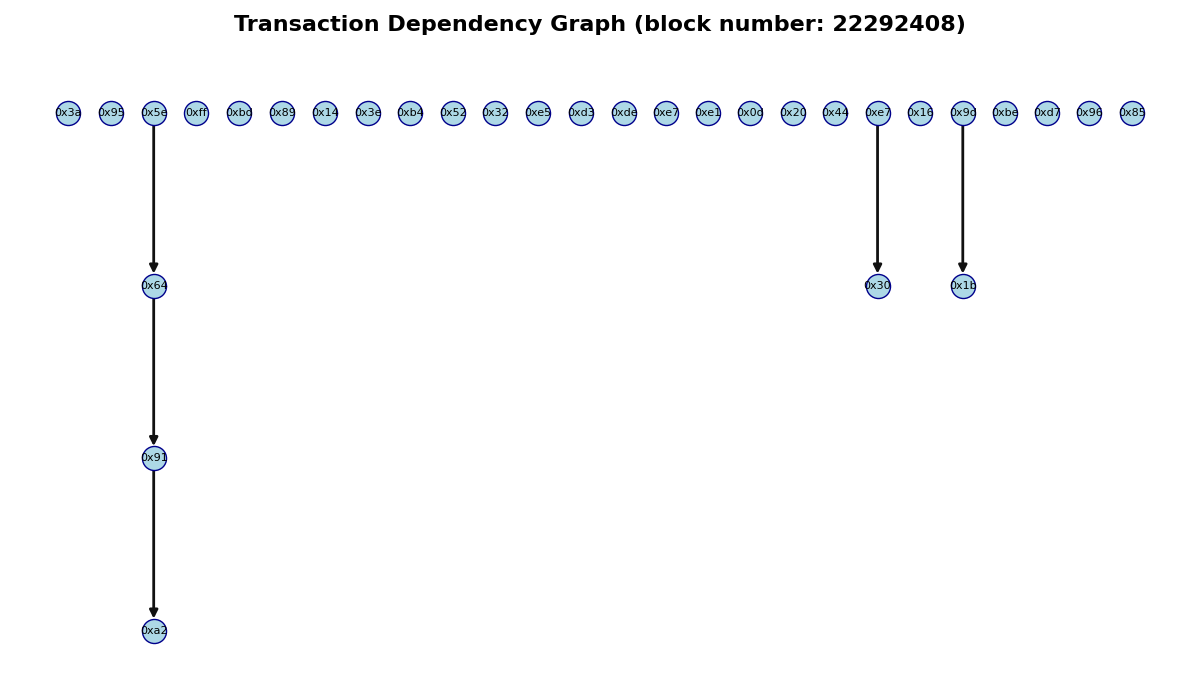 Transaction Dependency Graph (block number: 22292408)
0x3a 0x95 0x5e 0xff 0xbd 0x89 0x14 0x3e 0xb4 0x52 0x32 0xe5 0xd3 0xde 0xe7 0xe1 0x0d 0x20 0x44 0xe7 0x16 0x9d 0xbe 0xd7 0x96 0x85
0x64 0x30 0x1b
0x91
0xa2